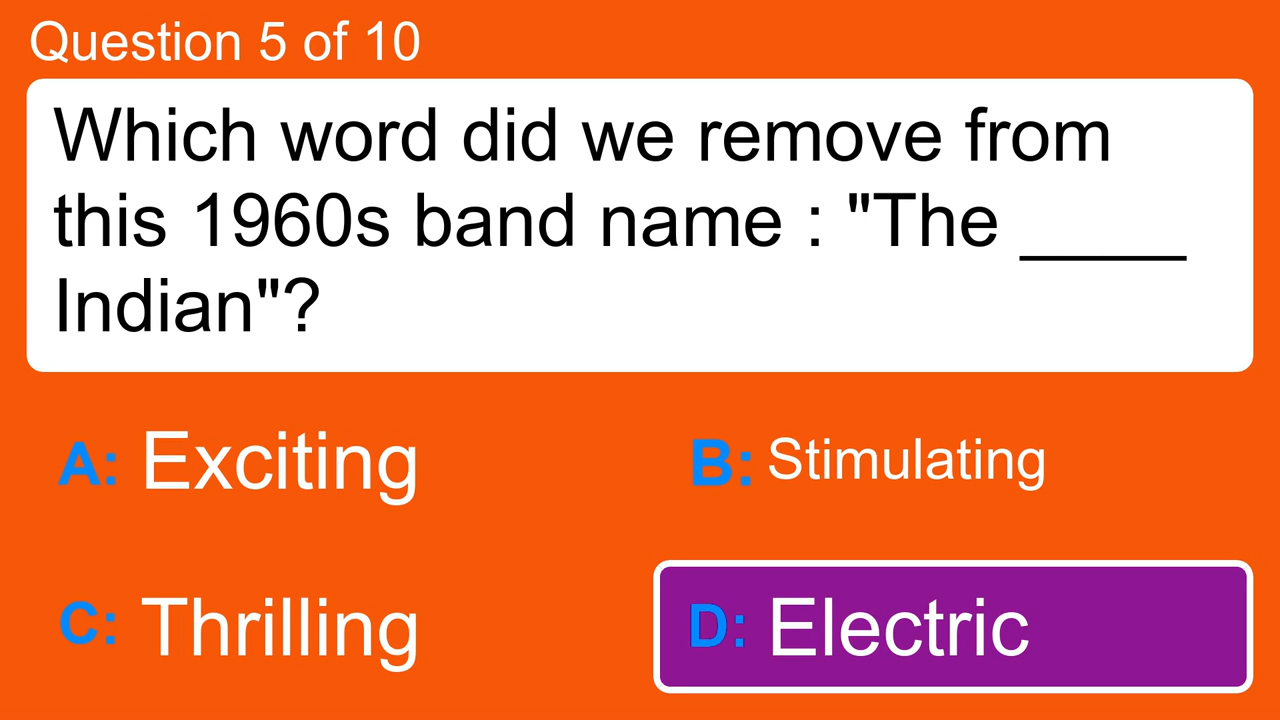 Question 5 of 10
Which word did we remove from
this 1960s band name : "The ____
Indian"?
A: Exciting
B: Stimulating
C: Thrilling
D: Electric